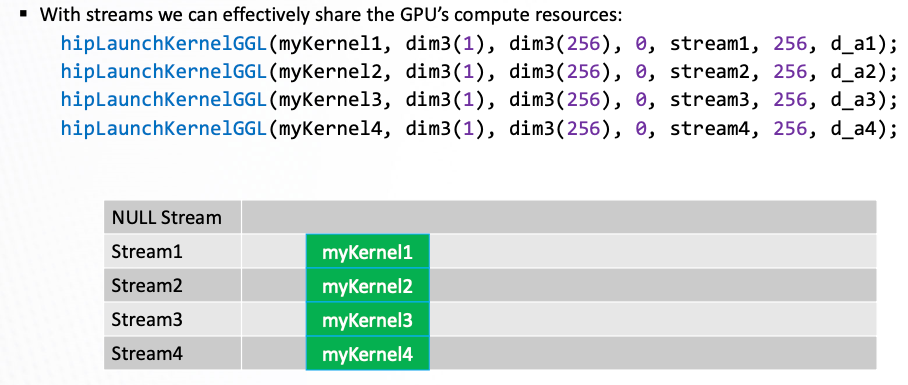 ▪ With streams we can effectively share the GPU’s compute resources:
hipLaunchKernelGGL(myKernel1, dim3(1), dim3(256), 0, stream1, 256, d_a1);
hipLaunchKernelGGL(myKernel2, dim3(1), dim3(256), 0, stream2, 256, d_a2);
hipLaunchKernelGGL(myKernel3, dim3(1), dim3(256), 0, stream3, 256, d_a3);
hipLaunchKernelGGL(myKernel4, dim3(1), dim3(256), 0, stream4, 256, d_a4);
NULL Stream
Stream1 myKernel1
Stream2 myKernel2
Stream3 myKernel3
Stream4 myKernel4